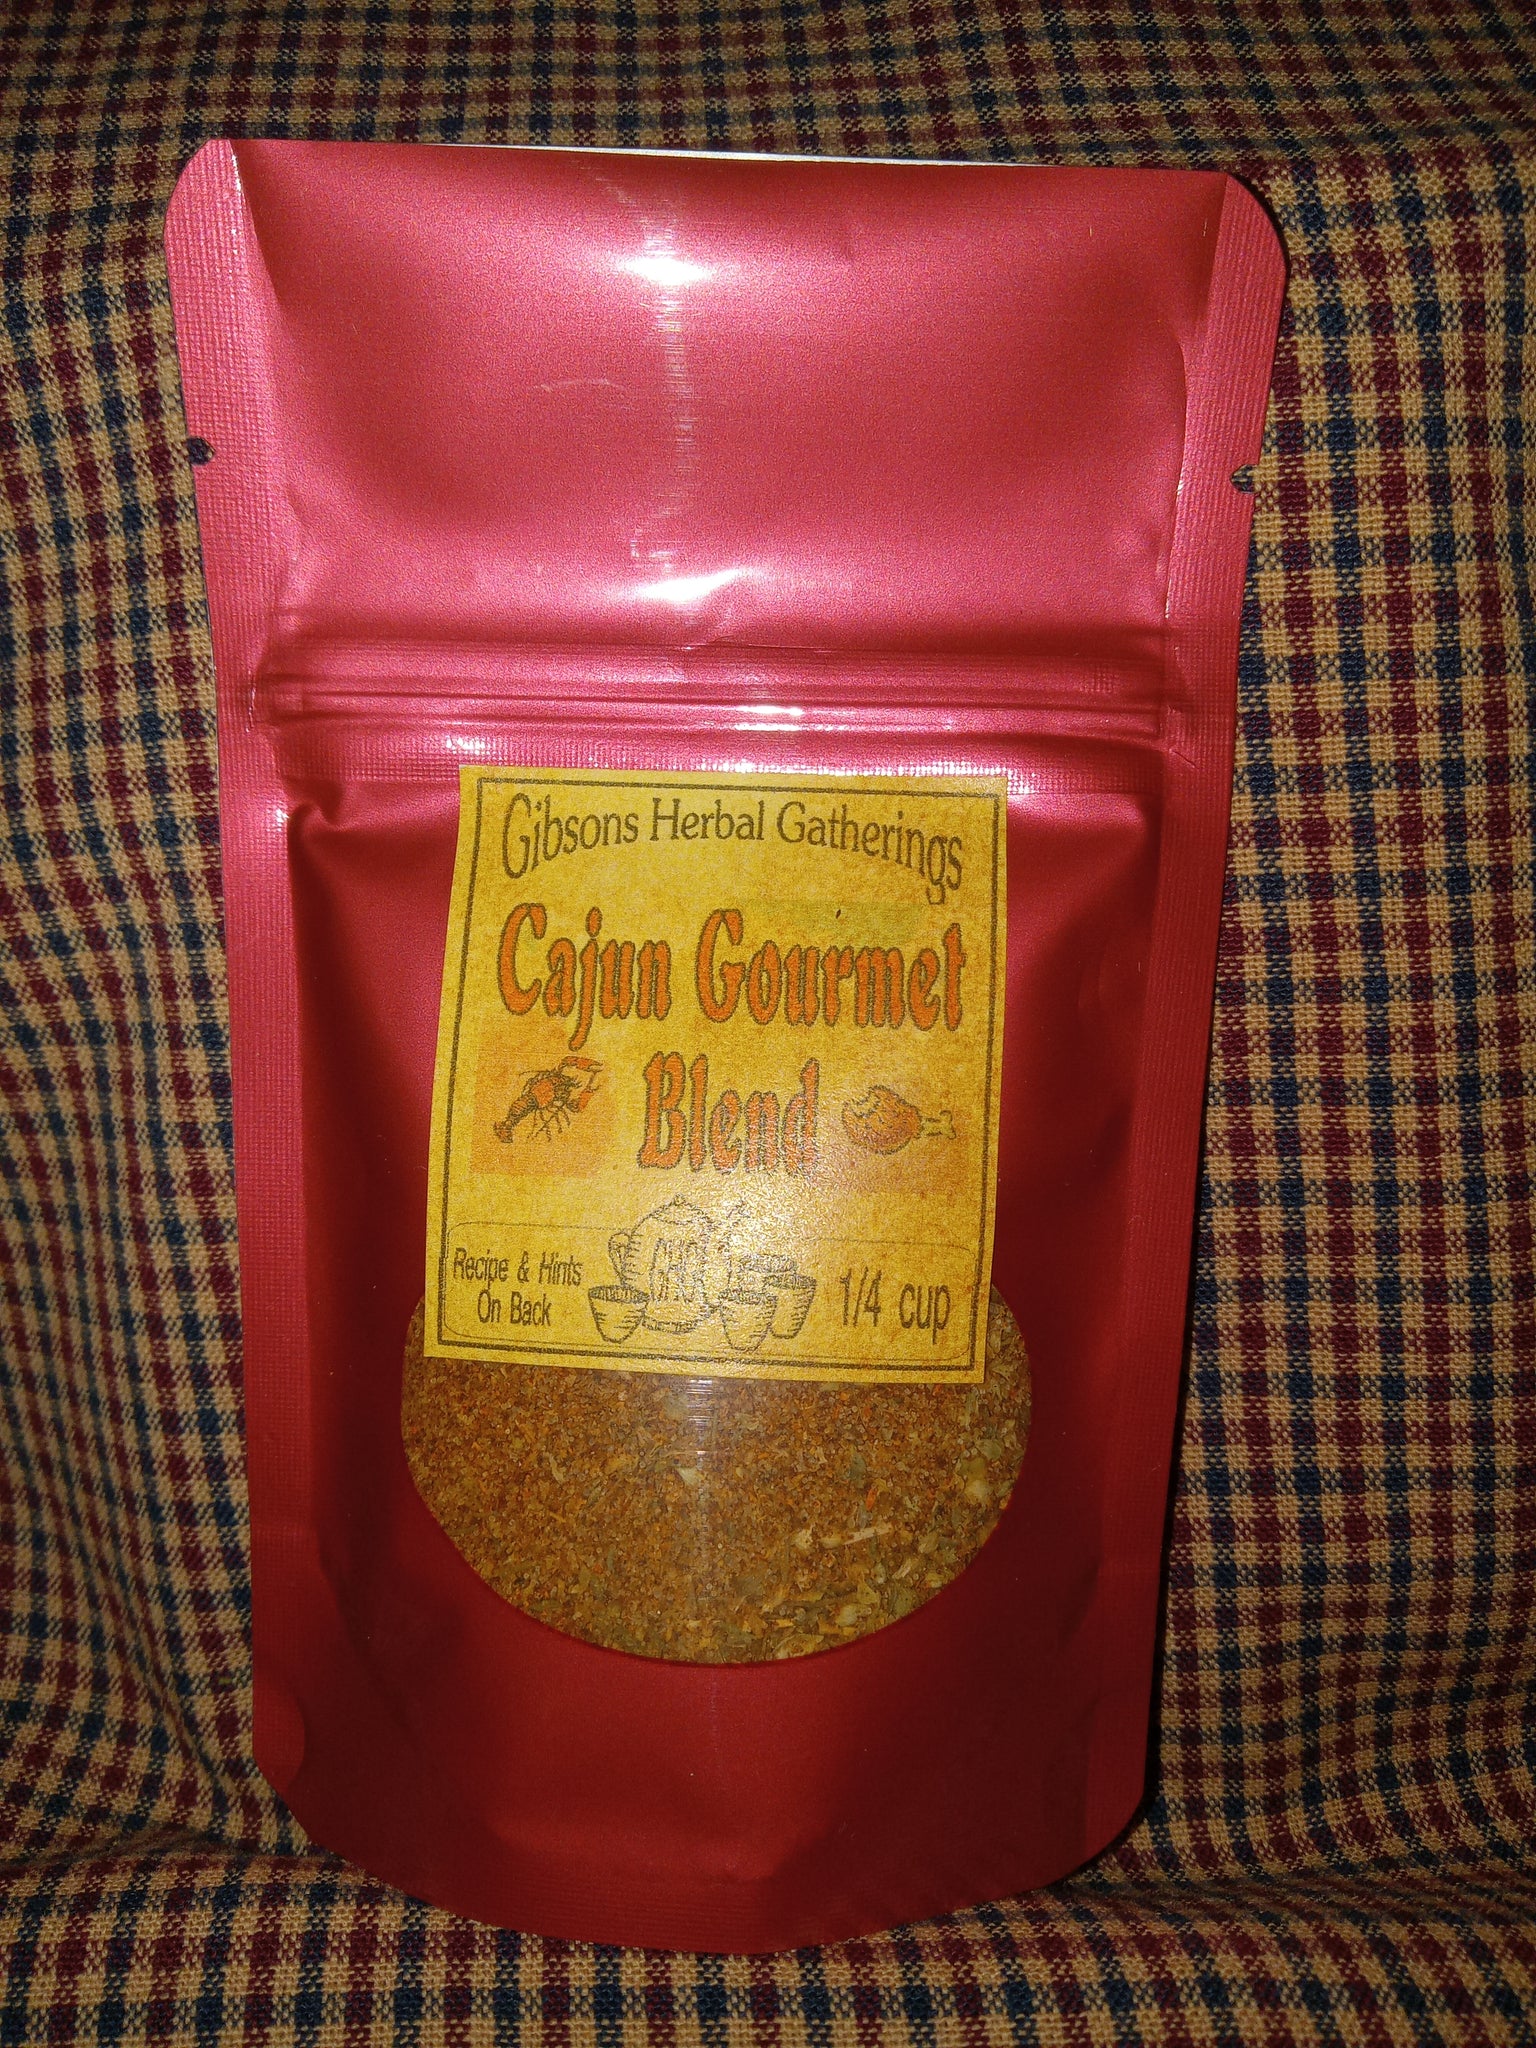 Gibsons Herbal Gatherings
Cajun Gourmet
Blend
Recipe & Hints
On Back
1/4 cup